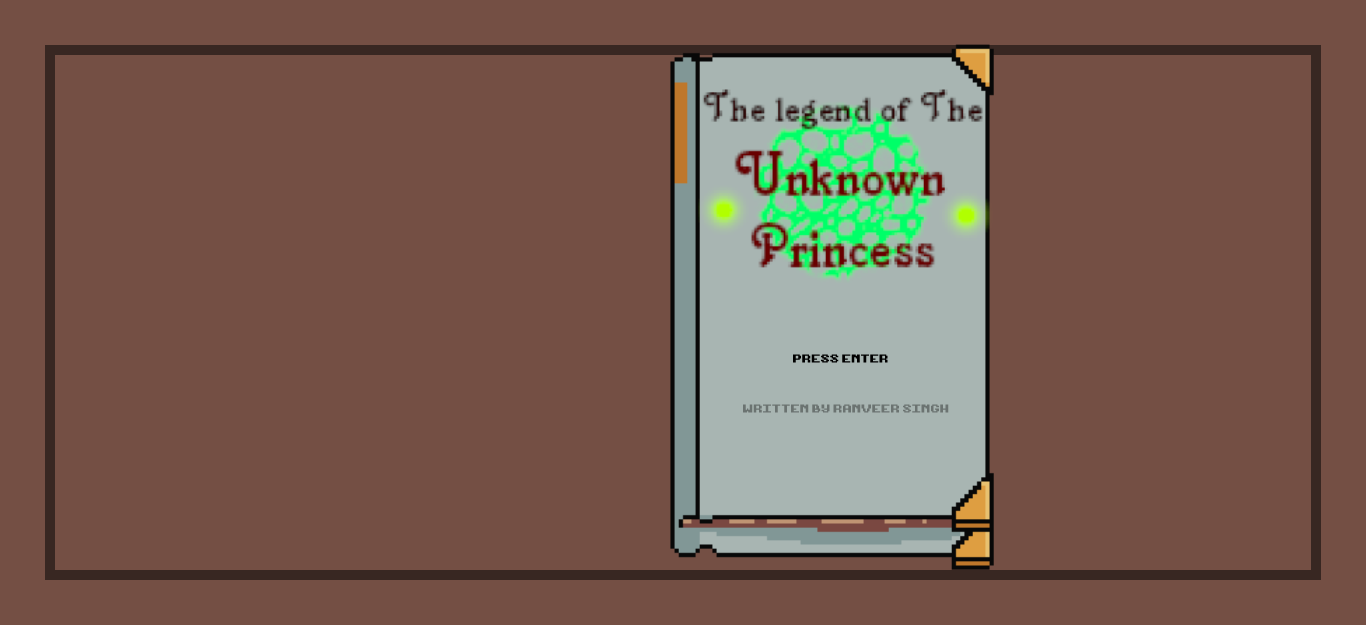 The legend of The
Unknown
Princess
PRESS ENTER
WRITTEN BY RANVEER SINGH